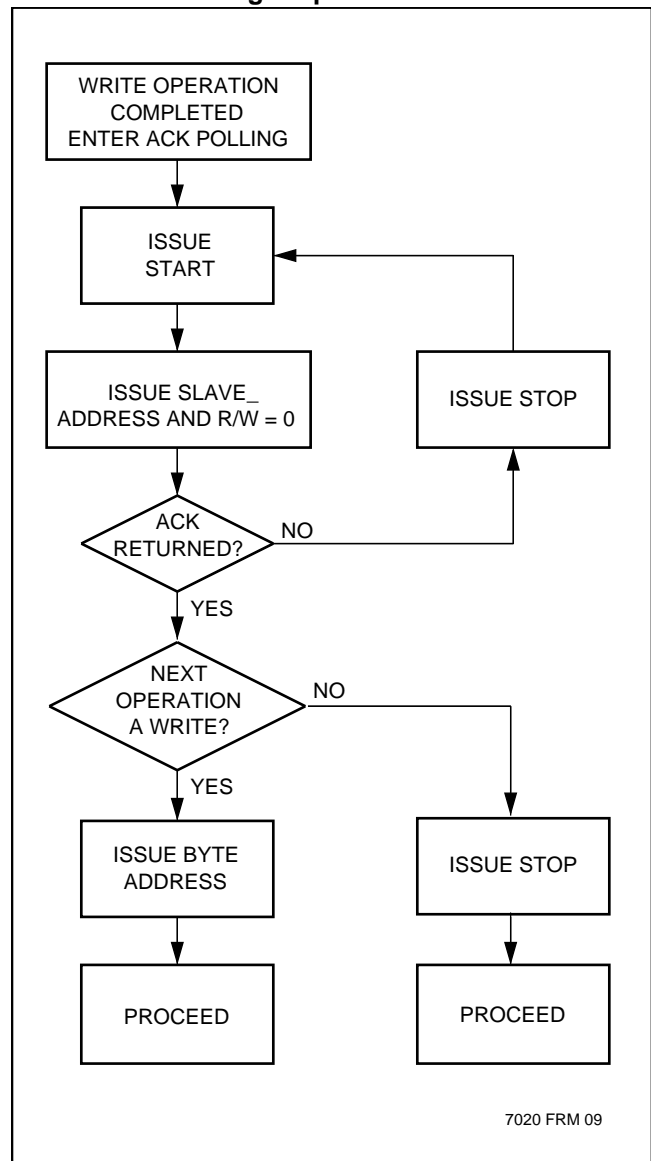 WRITE OPERATION
COMPLETED
ENTER ACK POLLING
ISSUE
START
ISSUE SLAVE_
ADDRESS AND R/W = 0
ISSUE STOP
ACK
RETURNED?
NO
YES
NEXT
OPERATION
A WRITE?
NO
YES
ISSUE BYTE
ADDRESS
ISSUE STOP
PROCEED
PROCEED
7020 FRM 09